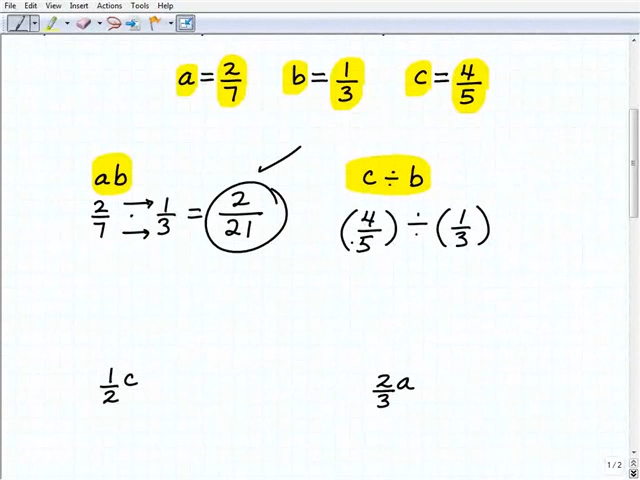 File Edit View Insert Actions Tools Help
a = 2/7 b = 1/3 c = 4/5
ab c ÷ b
2/7 · 1/3 = 2/21 (4/5) ÷ (1/3)
1/2 c 2/3 a
1/2